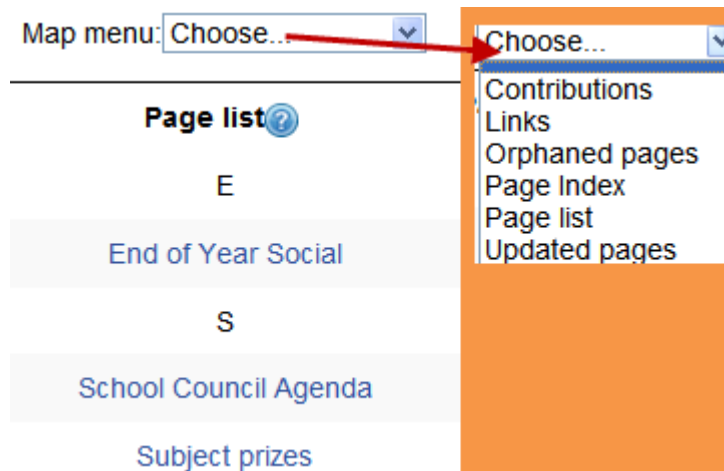 Map menu: Choose...
Page list
E
End of Year Social
S
School Council Agenda
Subject prizes
Choose...
Contributions
Links
Orphaned pages
Page Index
Page list
Updated pages